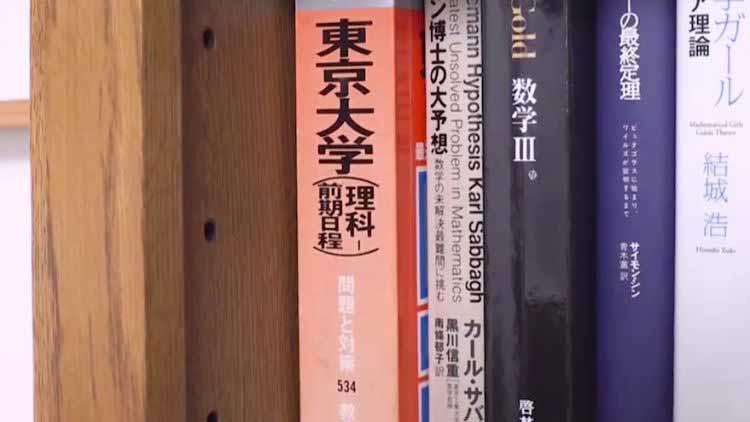 東京大学
(理科-
前期日程)
問題と対策
534
教
ン博士の大予想
数学の未解決最難問に挑む
emann Hypothesis Karl Sabbagh
atest Unsolved Problem in Mathematics
カール・サバ
黒川信重
南條郁子 訳
Gold
数学III
啓
ーの最終定理
ピュタゴラスに始まり、
ワイルズが証明するまで
サイモン・シン
青木薫 訳
学ガール
ア理論
Mathematical Girls
Galois Theory
結城 浩
Hiroshi Yuki